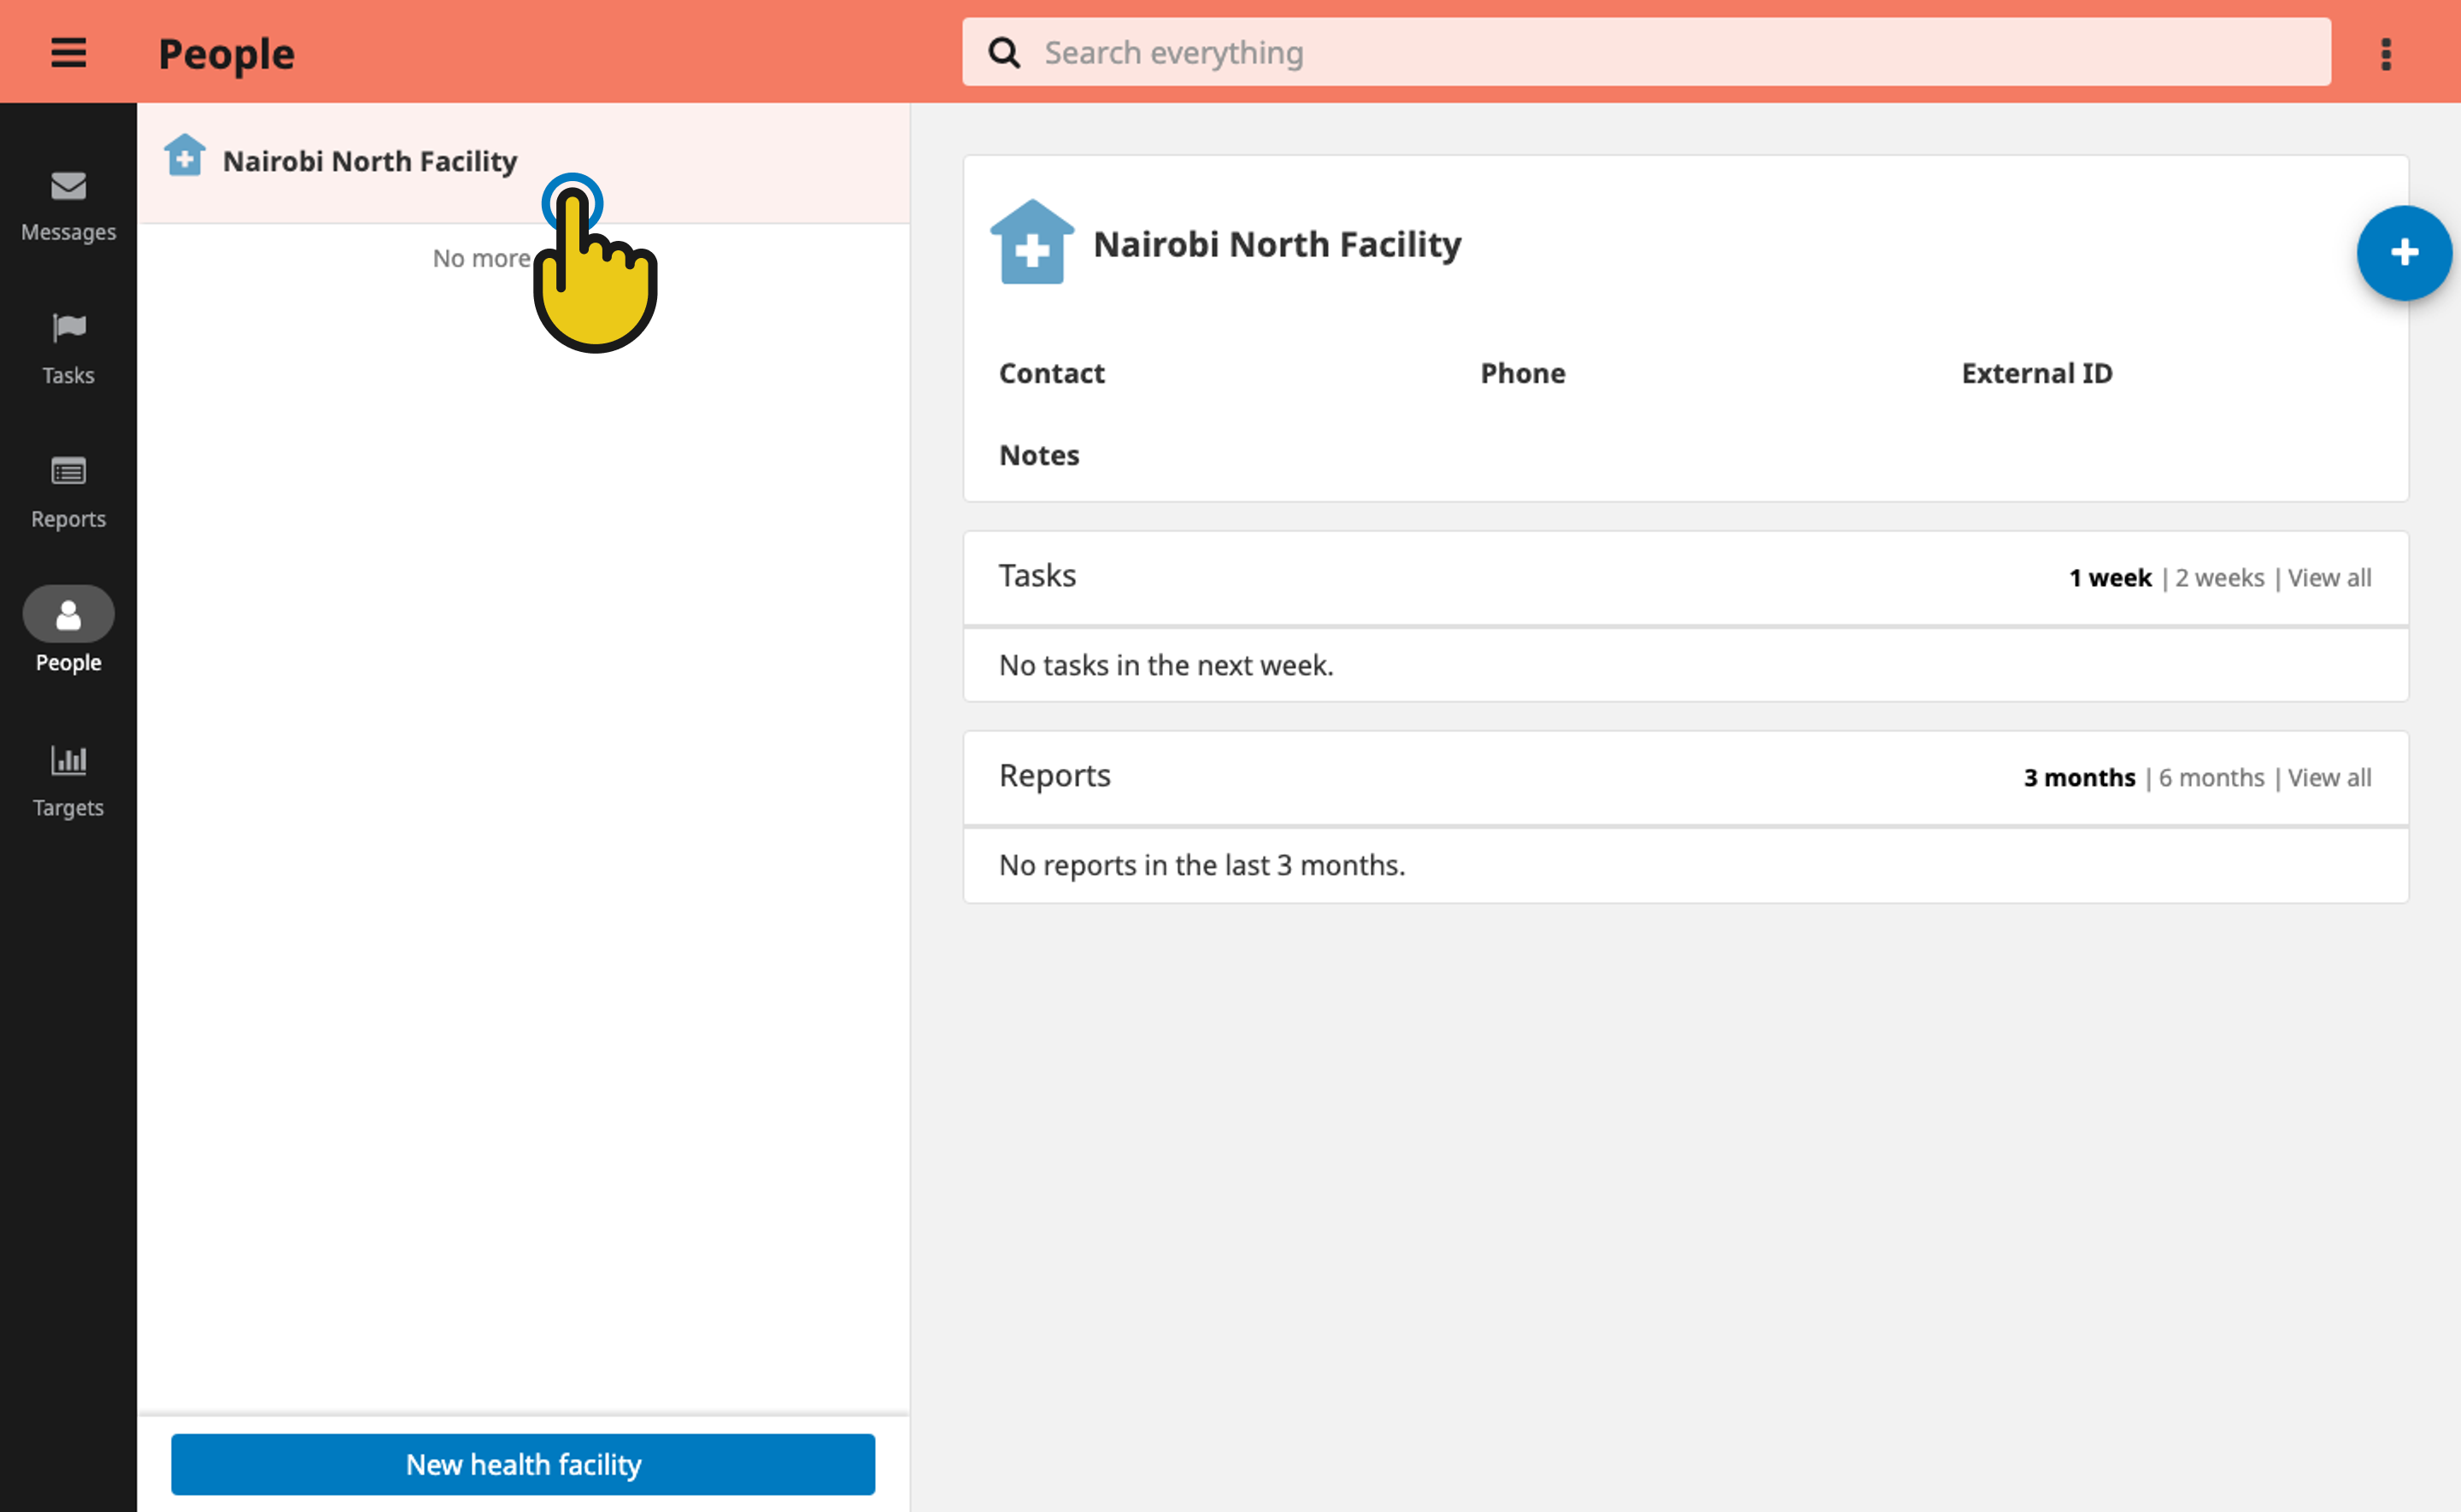 People
Search everything
Messages
Tasks
Reports
People
Targets
Nairobi North Facility
No more
New health facility
Nairobi North Facility
Contact Phone External ID
Notes
Tasks 1 week | 2 weeks | View all
No tasks in the next week.
Reports 3 months | 6 months | View all
No reports in the last 3 months.